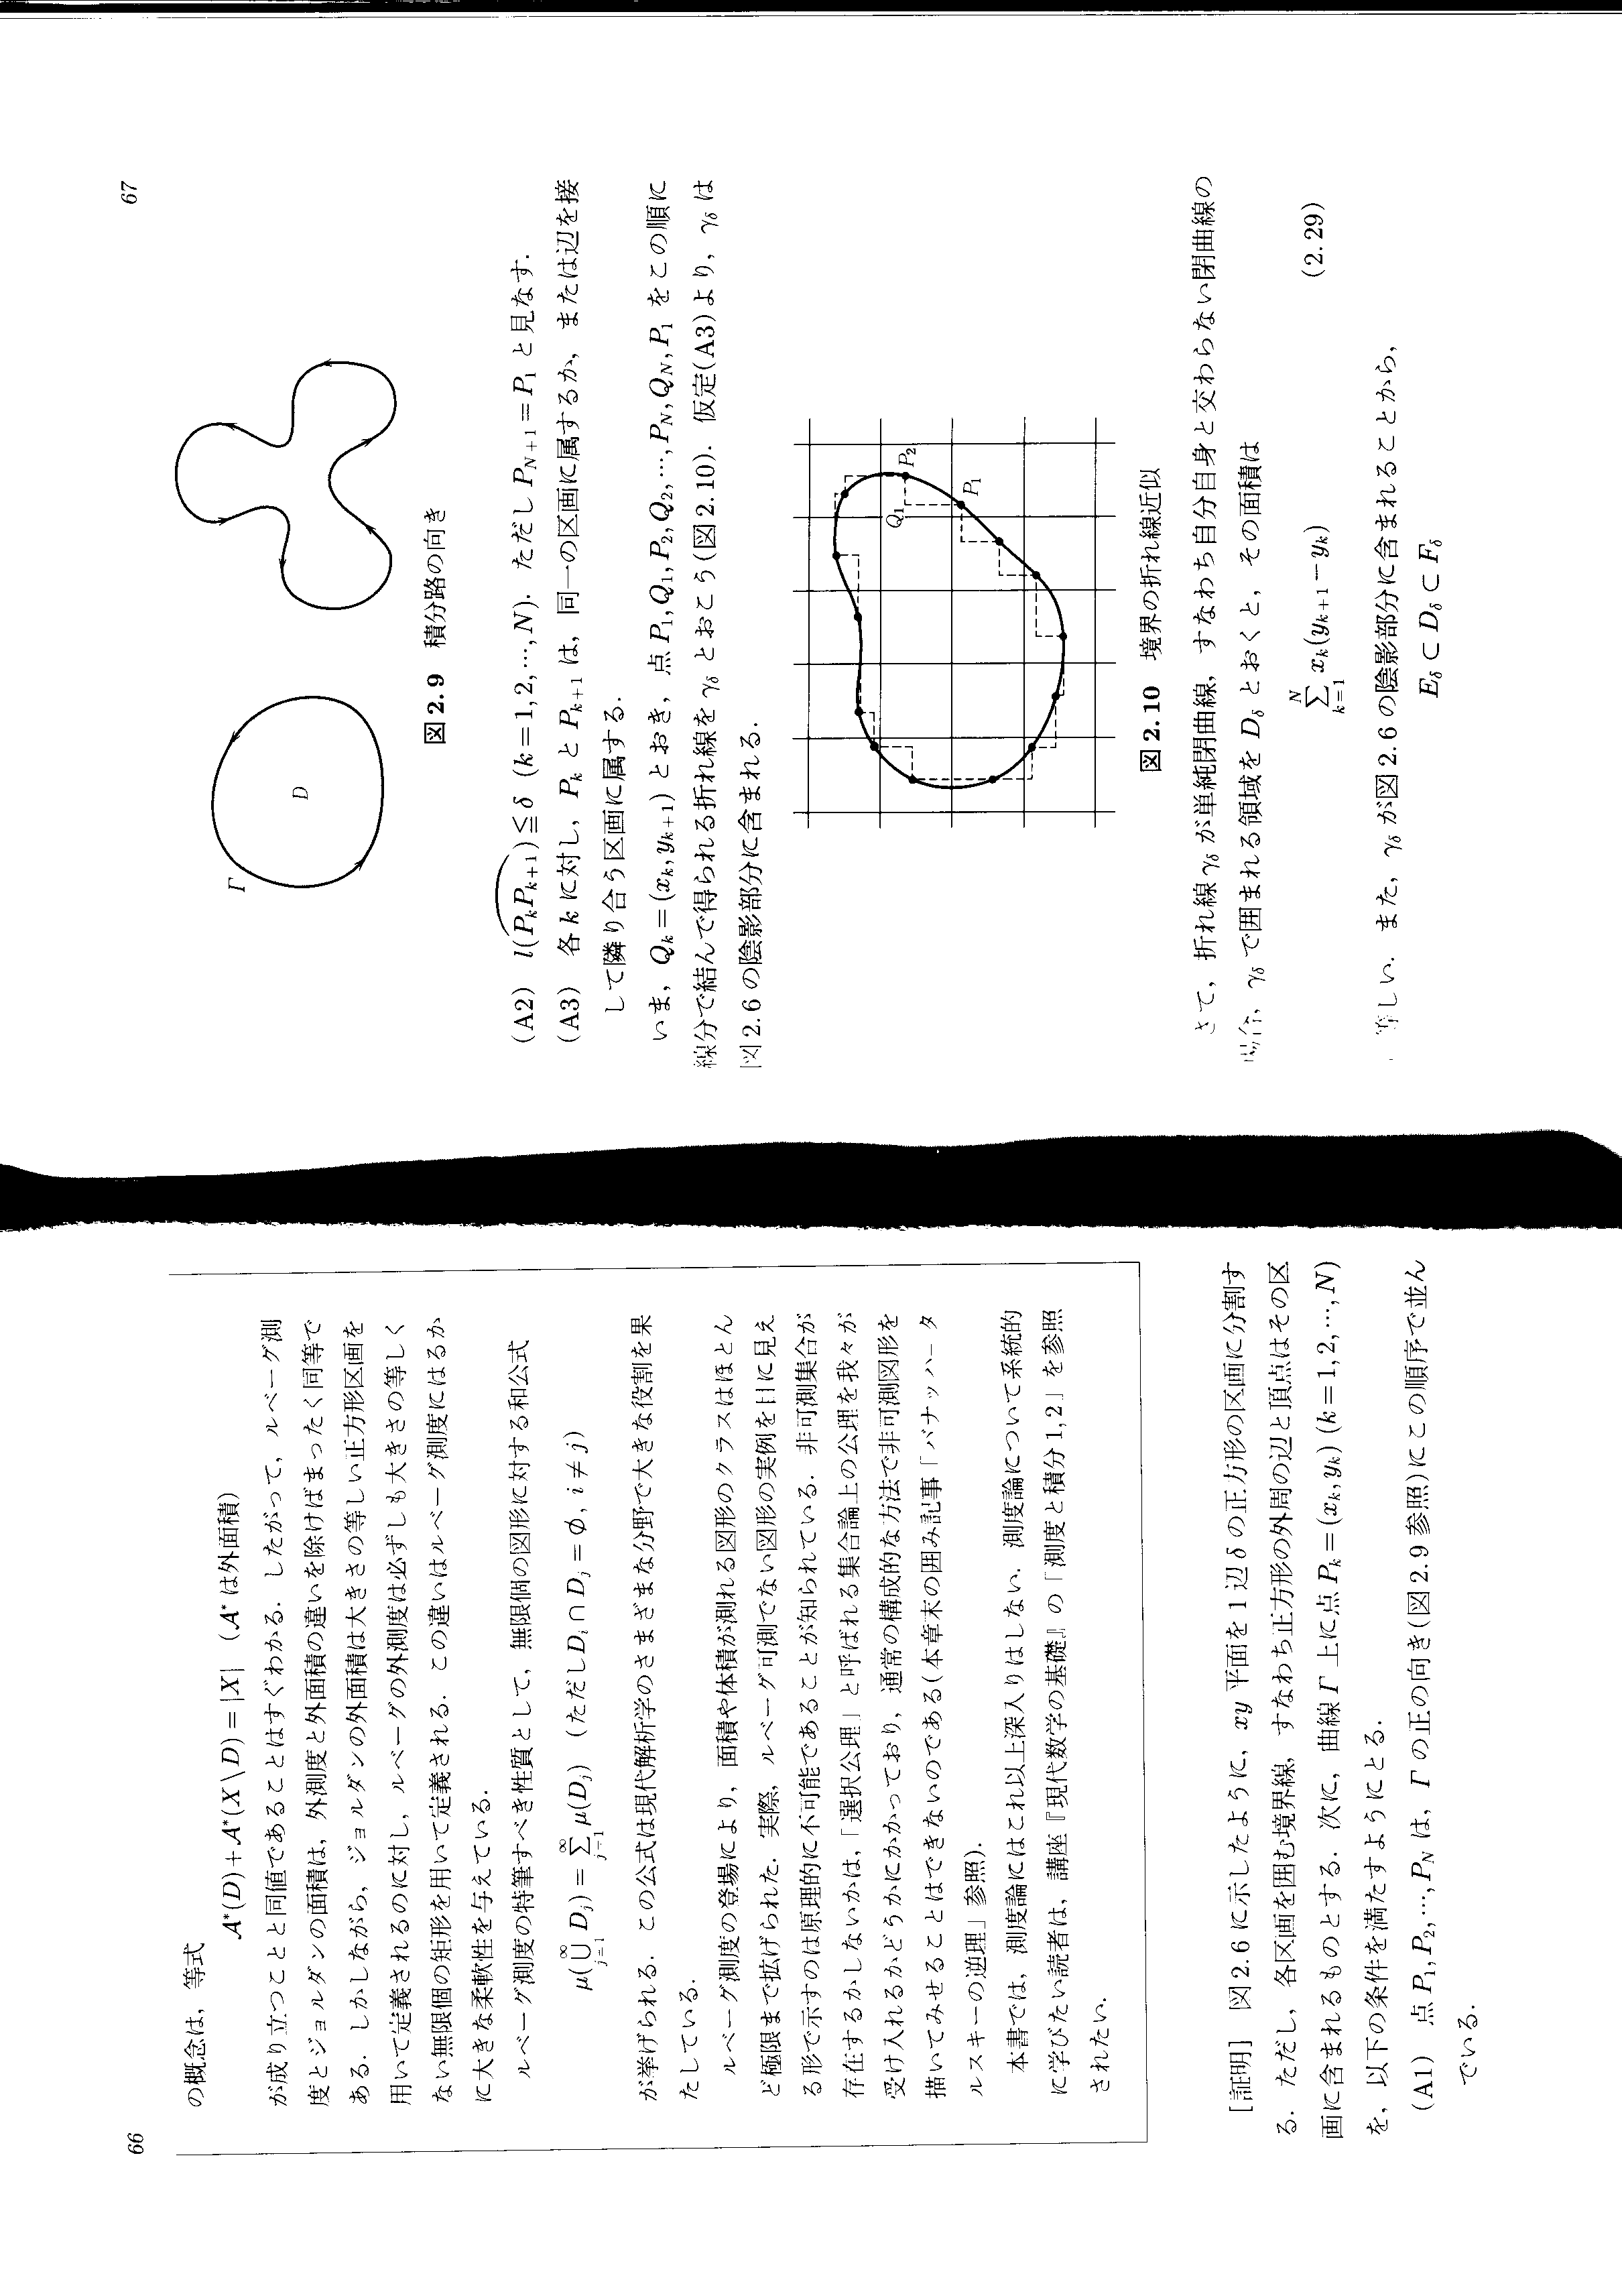 66
の概念は，等式
A*(D)+A*(X\D)=|X| （A* は外面積）
が成り立つことと同値であることはすぐわかる．したがって，ルベーグ測
度とジョルダンの面積は，外測度と外面積の違いを除けばまったく同等で
ある．しかしながら，ジョルダンの外面積は大きさの等しい正方形区画を
用いて定義されるのに対し，ルベーグの外測度は必ずしも大きさの等しく
ない無限個の矩形を用いて定義される．この違いはルベーグ測度にはるか
に大きな柔軟性を与えている．
ルベーグ測度の特筆すべき性質として，無限個の図形に対する和公式
μ(⋃_{j=1}^{∞} D_j) = Σ_{j=1}^{∞} μ(D_j) （ただし D_i ∩ D_j = φ, i ≠ j）
が挙げられる．この公式は現代解析学のさまざまな分野で大きな役割を果
たしている．
ルベーグ測度の登場により，面積や体積が測れる図形のクラスはほとん
ど極限まで拡げられた．実際，ルベーグ可測でない図形の実例を目に見え
る形で示すのは原理的に不可能であることが知られている．非可測集合が
存在するかしないかは，「選択公理」と呼ばれる集合論上の公理を我々が
受け入れるかどうかにかかっており，通常の構成的な方法で非可測図形を
描いてみせることはできないのである(本章末の囲み記事「バナッハ-タ
ルスキーの逆理」参照)．
本書では，測度論にはこれ以上深入りはしない．測度論について系統的
に学びたい読者は，講座『現代数学の基礎』の「測度と積分1,2」を参照
されたい．
[証明] 図2.6に示したように，xy 平面を1辺 δ の正方形の区画に分割す
る．ただし，各区画を囲む境界線，すなわち正方形の外周の辺と頂点はその区
画に含まれるものとする．次に，曲線 Γ 上に点 P_k=(x_k, y_k) (k=1,2,…,N)
を，以下の条件を満たすようにとる．
(A1) 点 P_1, P_2, …, P_N は，Γ の正の向き(図2.9参照)にこの順序で並ん
でいる．
67
Γ
D
図 2.9 積分路の向き
(A2) l(P_kP_{k+1}) ≦ δ (k=1,2,…,N)．ただし P_{N+1}=P_1 と見なす．
(A3) 各 k に対し，P_k と P_{k+1} は，同一の区画に属するか，または辺を接
して隣り合う区画に属する．
いま，Q_k=(x_k, y_{k+1}) とおき，点 P_1, Q_1, P_2, Q_2, …, P_N, Q_N, P_1 をこの順に
線分で結んで得られる折れ線を γ_δ とおこう(図2.10)．仮定(A3)より，γ_δ は
図2.6の陰影部分に含まれる．
Q_1
P_2
P_1
図 2.10 境界の折れ線近似
さて，折れ線 γ_δ が単純閉曲線，すなわち自分自身と交わらない閉曲線の
場合，γ_δ で囲まれる領域を D_δ とおくと，その面積は
Σ_{k=1}^{N} x_k(y_{k+1} − y_k) (2.29)
等しい．また，γ_δ が図2.6の陰影部分に含まれることから，
E_δ ⊂ D_δ ⊂ F_δ